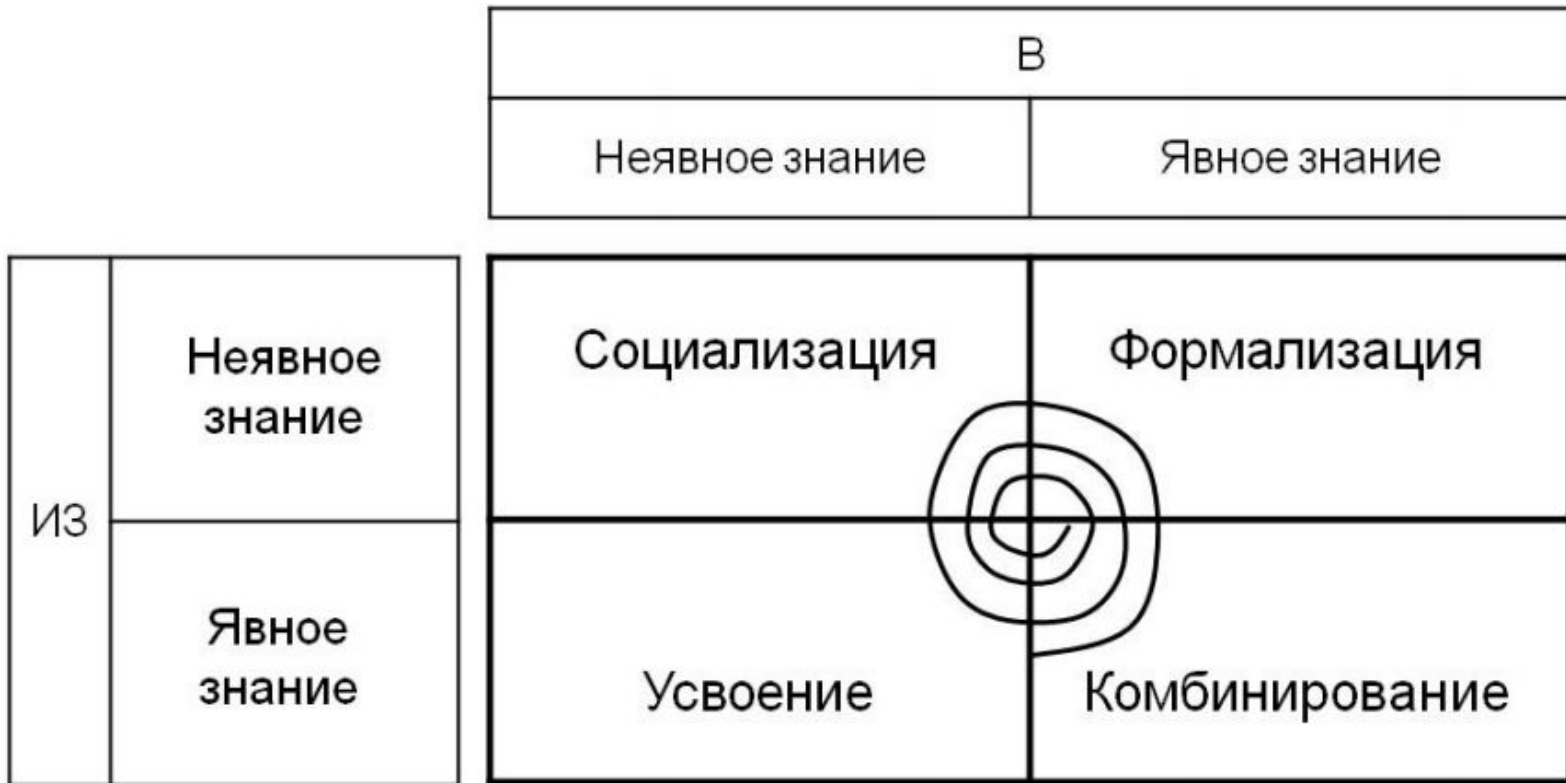 В
Неявное знание Явное знание
Неявное
знание
Социализация Формализация
ИЗ
Явное
знание
Усвоение Комбинирование